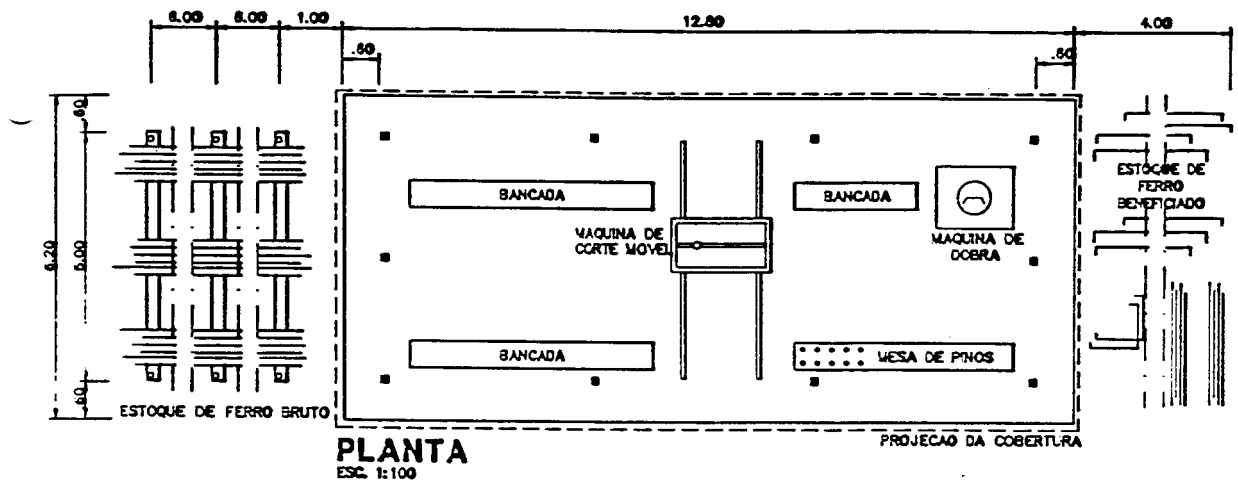 6.00 6.00 1.00 12.80 4.00
.60 .60
.60
6.20 5.00
.60
BANCADA BANCADA
ESTOQUE DE
FERRO
BENEFICIADO
MAQUINA DE
CORTE MOVEL
MAQUINA DE
DOBRA
BANCADA MESA DE PINOS
ESTOQUE DE FERRO BRUTO
PROJECAO DA COBERTURA
PLANTA
ESC. 1:100